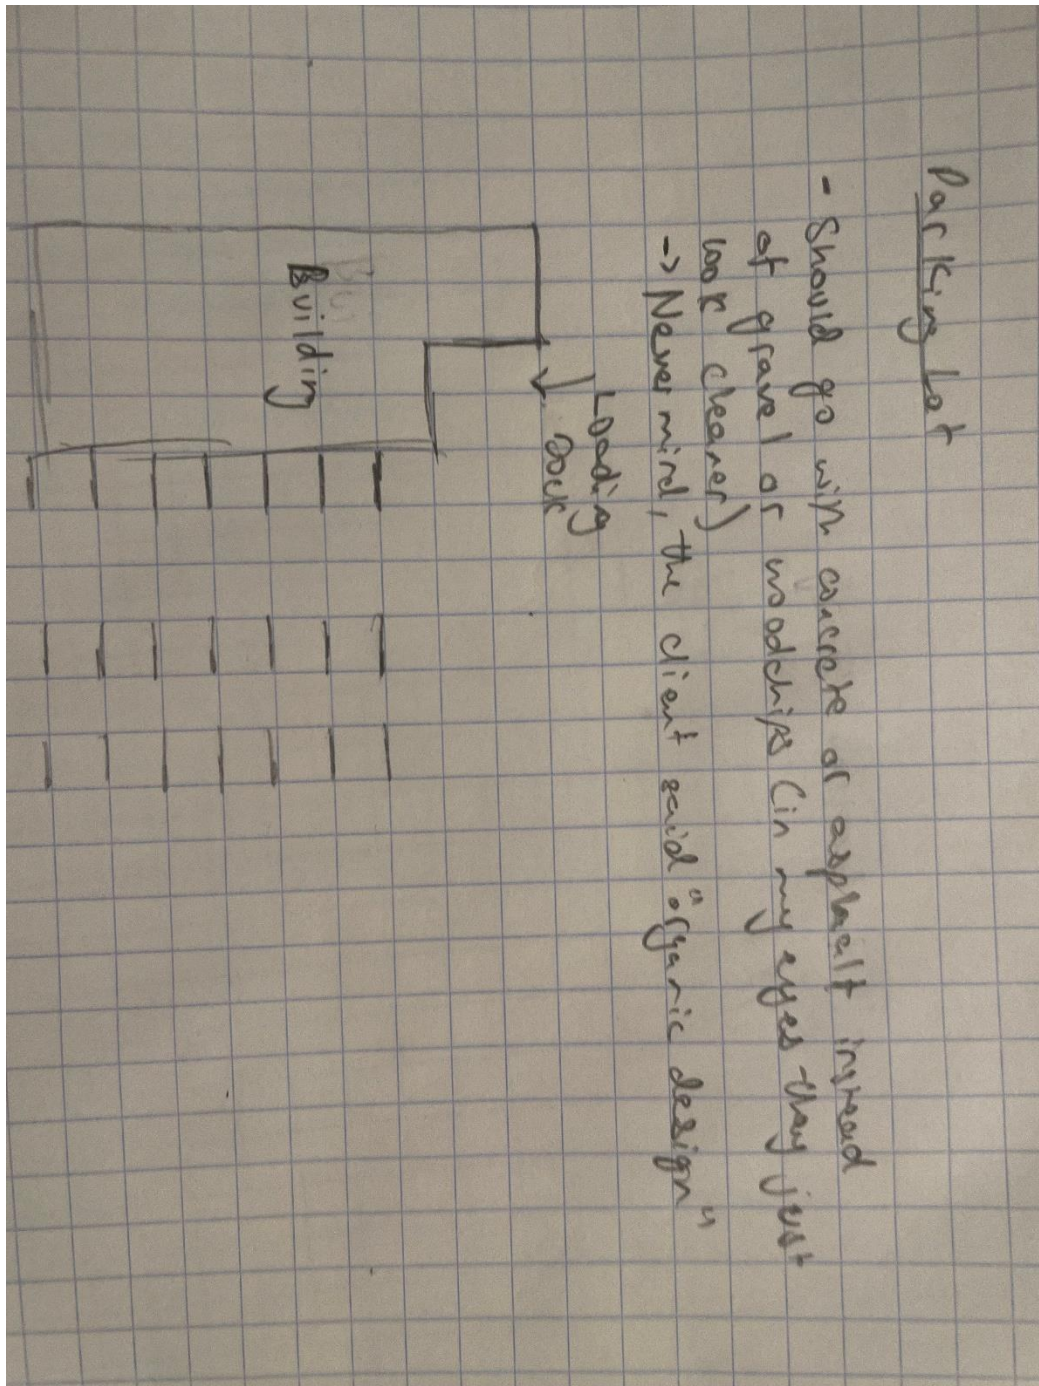 Parking Lot
- Should go with concrete or asphalt instead
of gravel or woodchips (in my eyes they just
look cleaner)
-> Never mind, the client said "organic design"
Loading
Dock
Building